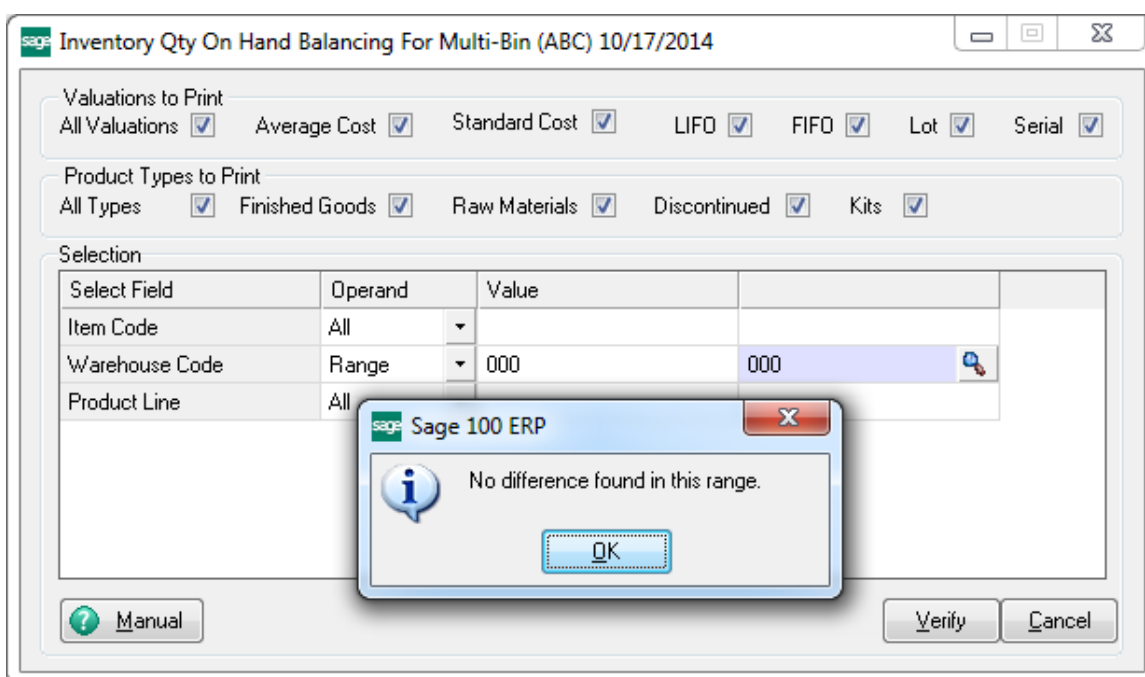 sage Inventory Qty On Hand Balancing For Multi-Bin (ABC) 10/17/2014
Valuations to Print
All Valuations Average Cost Standard Cost LIFO FIFO Lot Serial
Product Types to Print
All Types Finished Goods Raw Materials Discontinued Kits
Selection
Select Field Operand Value
Item Code All
Warehouse Code Range 000 000
Product Line All
sage Sage 100 ERP
No difference found in this range.
OK
Manual Verify Cancel